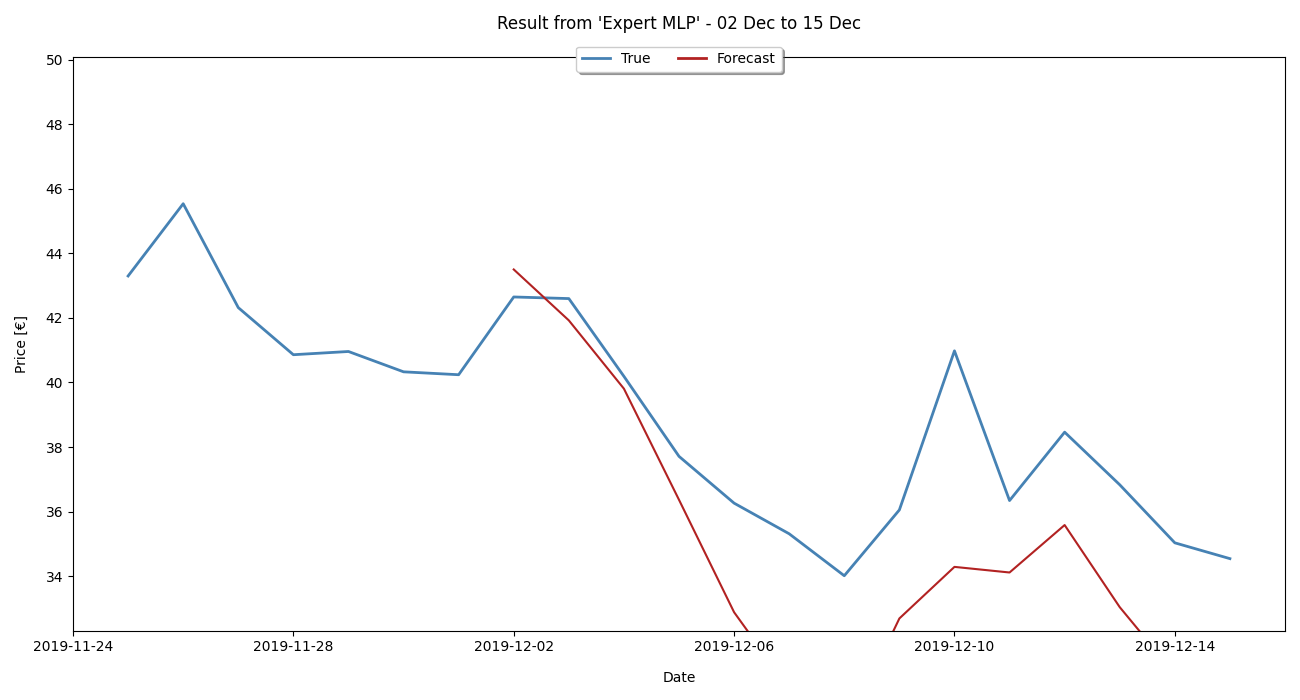 Result from 'Expert MLP' - 02 Dec to 15 Dec
True Forecast
50
48
46
44
42
40
38
36
34
Price [€]
2019-11-24 2019-11-28 2019-12-02 2019-12-06 2019-12-10 2019-12-14
Date